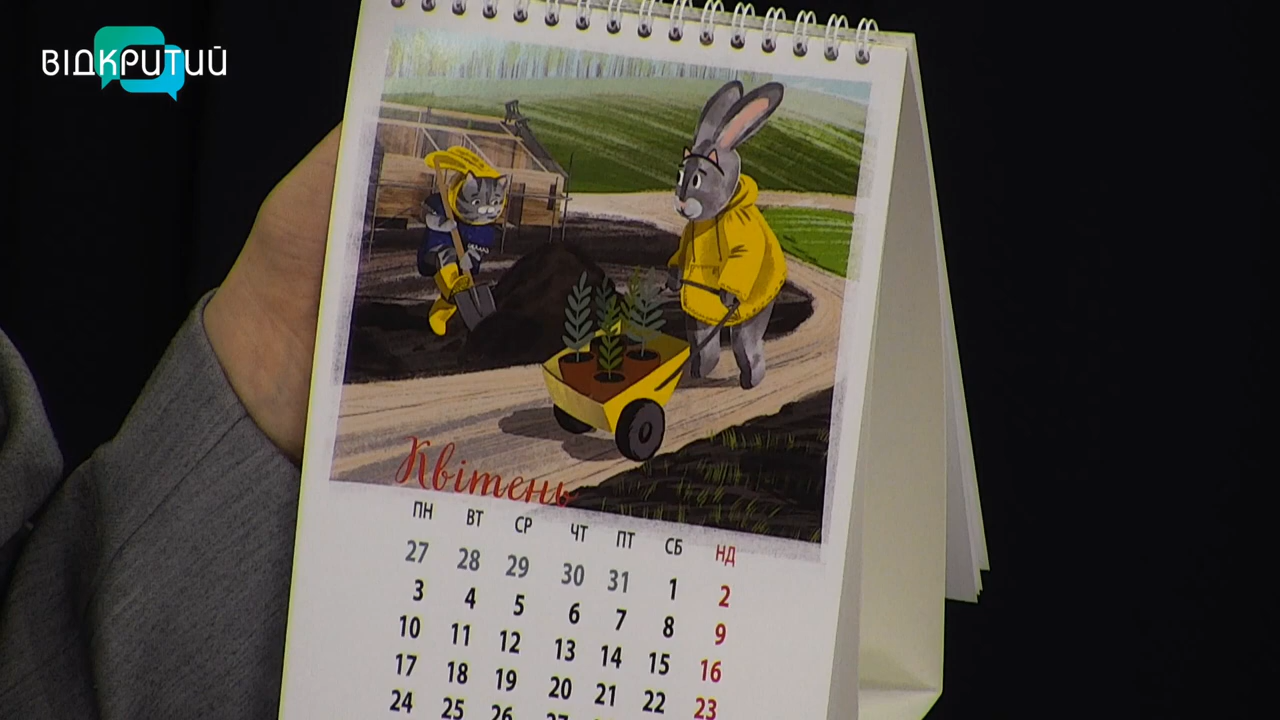 ВІДКРИТИЙ
Квітень
ПН ВТ СР ЧТ ПТ СБ НД
27 28 29 30 31 1 2
3 4 5 6 7 8 9
10 11 12 13 14 15 16
17 18 19 20 21 22 23
24 25 26 27